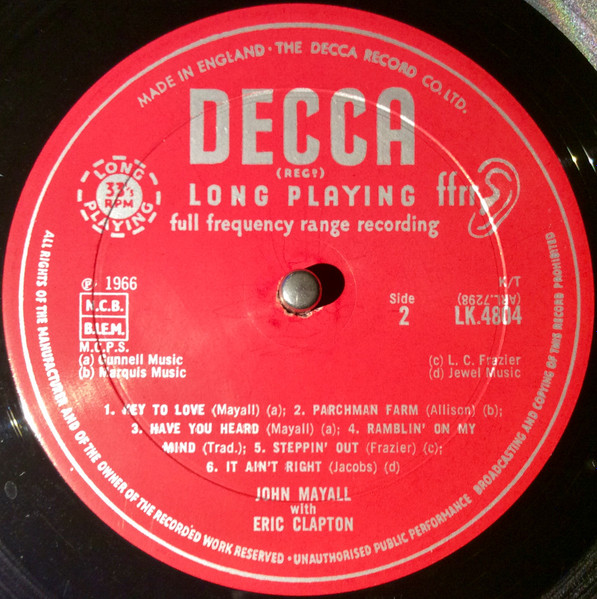 MADE IN ENGLAND · THE DECCA RECORD CO. LTD.
DECCA
(REGD)
LONG PLAYING
ffrr
LONG
33⅓
RPM
PLAYING
full frequency range recording
℗ 1966
N.C.B.
B.I.E.M.
M.C.P.S.
(a) Gunnell Music
(b) Marquis Music
Side
2
T/K
(ARL.7298)
LK.4804
(c) L. C. Frazier
(d) Jewel Music
1. KEY TO LOVE (Mayall) (a); 2. PARCHMAN FARM (Allison) (b);
3. HAVE YOU HEARD (Mayall) (a); 4. RAMBLIN' ON MY
MIND (Trad.); 5. STEPPIN' OUT (Frazier) (c);
6. IT AIN'T RIGHT (Jacobs) (d)
JOHN MAYALL
with
ERIC CLAPTON
ALL RIGHTS OF THE MANUFACTURER AND OF THE OWNER OF THE RECORDED WORK RESERVED · UNAUTHORISED PUBLIC PERFORMANCE BROADCASTING AND COPYING OF THIS RECORD PROHIBITED